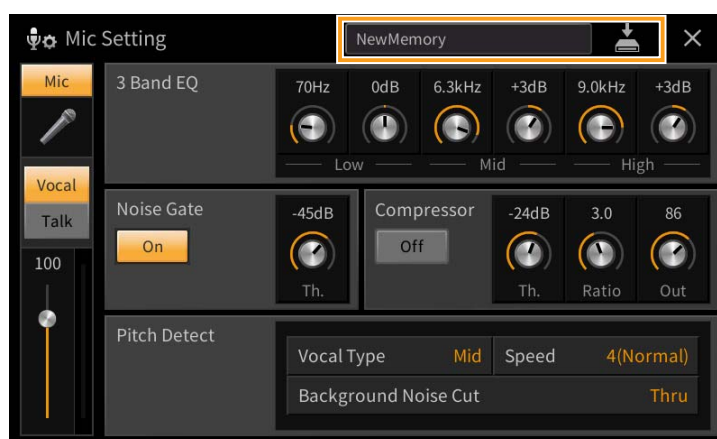 Mic Setting
NewMemory
Mic
3 Band EQ
70Hz 0dB 6.3kHz +3dB 9.0kHz +3dB
Low Mid High
Vocal
Talk
100
Noise Gate
On
-45dB
Th.
Compressor
Off
-24dB 3.0 86
Th. Ratio Out
Pitch Detect
Vocal Type Mid Speed 4(Normal)
Background Noise Cut Thru